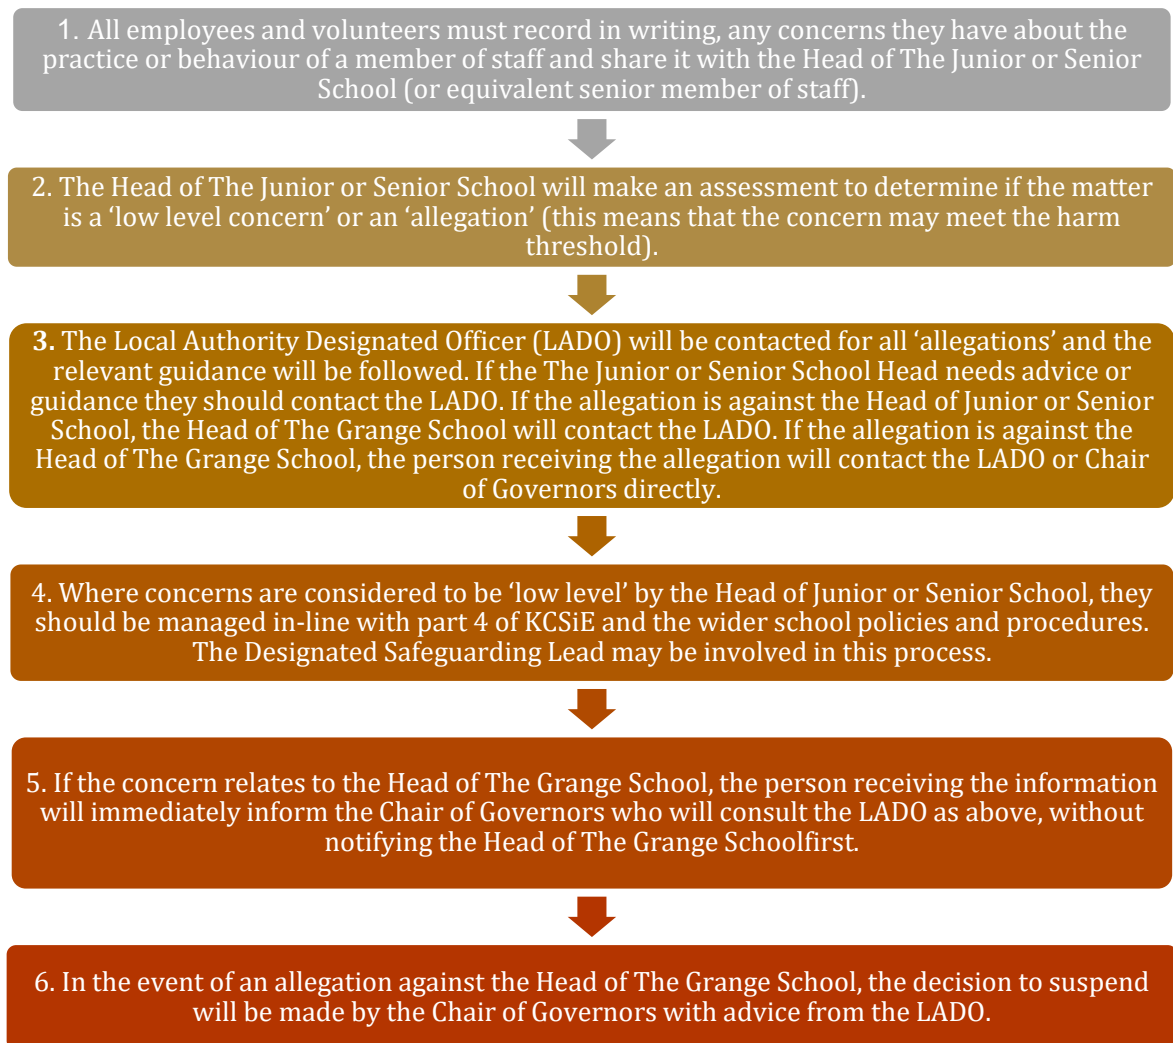 1. All employees and volunteers must record in writing, any concerns they have about the
practice or behaviour of a member of staff and share it with the Head of The Junior or Senior
School (or equivalent senior member of staff).
2. The Head of The Junior or Senior School will make an assessment to determine if the matter
is a ‘low level concern’ or an ‘allegation’ (this means that the concern may meet the harm
threshold).
3. The Local Authority Designated Officer (LADO) will be contacted for all ‘allegations’ and the
relevant guidance will be followed. If the The Junior or Senior School Head needs advice or
guidance they should contact the LADO. If the allegation is against the Head of Junior or Senior
School, the Head of The Grange School will contact the LADO. If the allegation is against the
Head of The Grange School, the person receiving the allegation will contact the LADO or Chair
of Governors directly.
4. Where concerns are considered to be ‘low level’ by the Head of Junior or Senior School, they
should be managed in-line with part 4 of KCSiE and the wider school policies and procedures.
The Designated Safeguarding Lead may be involved in this process.
5. If the concern relates to the Head of The Grange School, the person receiving the information
will immediately inform the Chair of Governors who will consult the LADO as above, without
notifying the Head of The Grange Schoolfirst.
6. In the event of an allegation against the Head of The Grange School, the decision to suspend
will be made by the Chair of Governors with advice from the LADO.